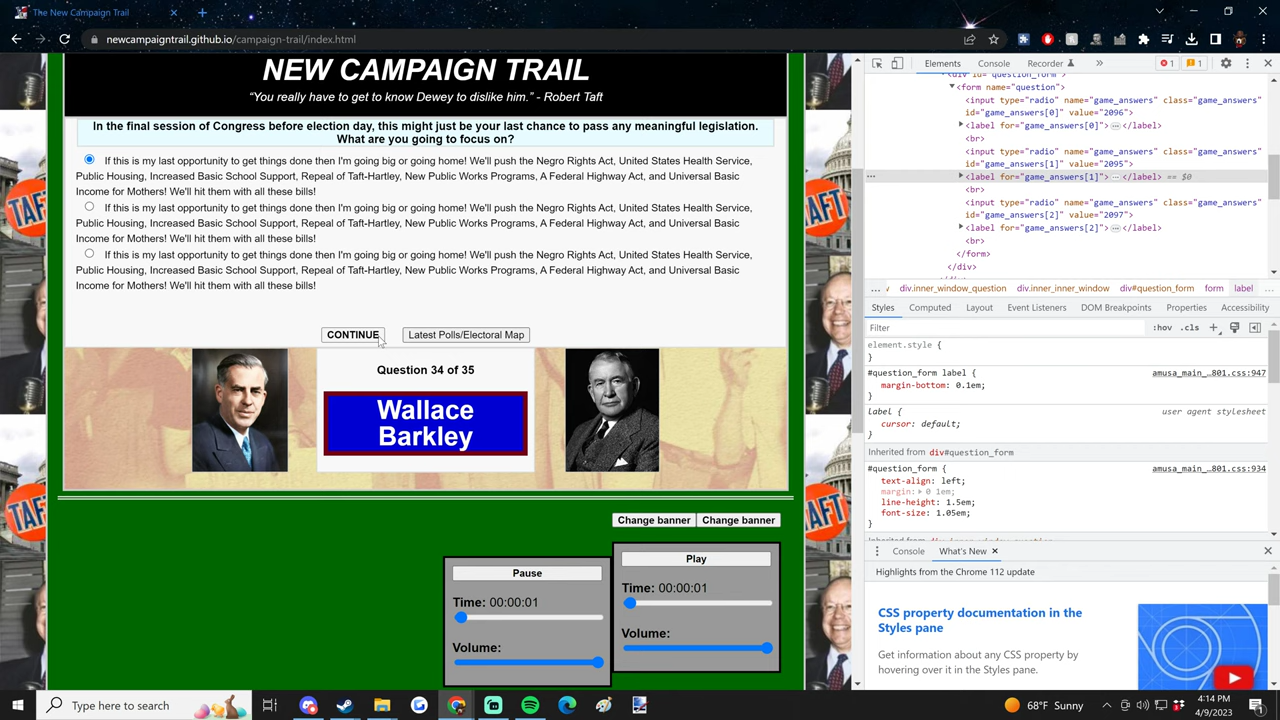 The New Campaign Trail
newcampaigntrail.github.io/campaign-trail/index.html
NEW CAMPAIGN TRAIL
“You really have to get to know Dewey to dislike him.” - Robert Taft
In the final session of Congress before election day, this might just be your last chance to pass any meaningful legislation.
What are you going to focus on?
If this is my last opportunity to get things done then I'm going big or going home! We'll push the Negro Rights Act, United States Health Service,
Public Housing, Increased Basic School Support, Repeal of Taft-Hartley, New Public Works Programs, A Federal Highway Act, and Universal Basic
Income for Mothers! We'll hit them with all these bills!
If this is my last opportunity to get things done then I'm going big or going home! We'll push the Negro Rights Act, United States Health Service,
Public Housing, Increased Basic School Support, Repeal of Taft-Hartley, New Public Works Programs, A Federal Highway Act, and Universal Basic
Income for Mothers! We'll hit them with all these bills!
If this is my last opportunity to get things done then I'm going big or going home! We'll push the Negro Rights Act, United States Health Service,
Public Housing, Increased Basic School Support, Repeal of Taft-Hartley, New Public Works Programs, A Federal Highway Act, and Universal Basic
Income for Mothers! We'll hit them with all these bills!
CONTINUE
Latest Polls/Electoral Map
Question 34 of 35
Wallace
Barkley
Change banner
Change banner
Pause
Time: 00:00:01
Volume:
Play
Time: 00:00:01
Volume:
TAFT
TAFT
TAFT
TAFT
Elements
Console
Recorder
1
1
<form name="question">
<input type="radio" name="game_answers" class="game_answers"
id="game_answers[0]" value="2096">
<label for="game_answers[0]">…</label>
<br>
<input type="radio" name="game_answers" class="game_answers"
id="game_answers[1]" value="2095">
<label for="game_answers[1]">…</label> == $0
<br>
<input type="radio" name="game_answers" class="game_answers"
id="game_answers[2]" value="2097">
<label for="game_answers[2]">…</label>
<br>
</form>
</div>
... w div.inner_window_question div.inner_inner_window div#question_form form label ...
Styles Computed Layout Event Listeners DOM Breakpoints Properties Accessibility
Filter
:hov .cls
element.style {
}
#question_form label {
amusa_main_…801.css:947
margin-bottom: 0.1em;
}
label {
user agent stylesheet
cursor: default;
}
Inherited from div#question_form
#question_form {
amusa_main_…801.css:934
text-align: left;
margin: 0 1em;
line-height: 1.5em;
font-size: 1.05em;
}
Console
What's New
Highlights from the Chrome 112 update
CSS property documentation in the
Styles pane
Get information about any CSS property by
hovering over it in the Styles pane.
Type here to search
68°F Sunny
4:14 PM
4/9/2023